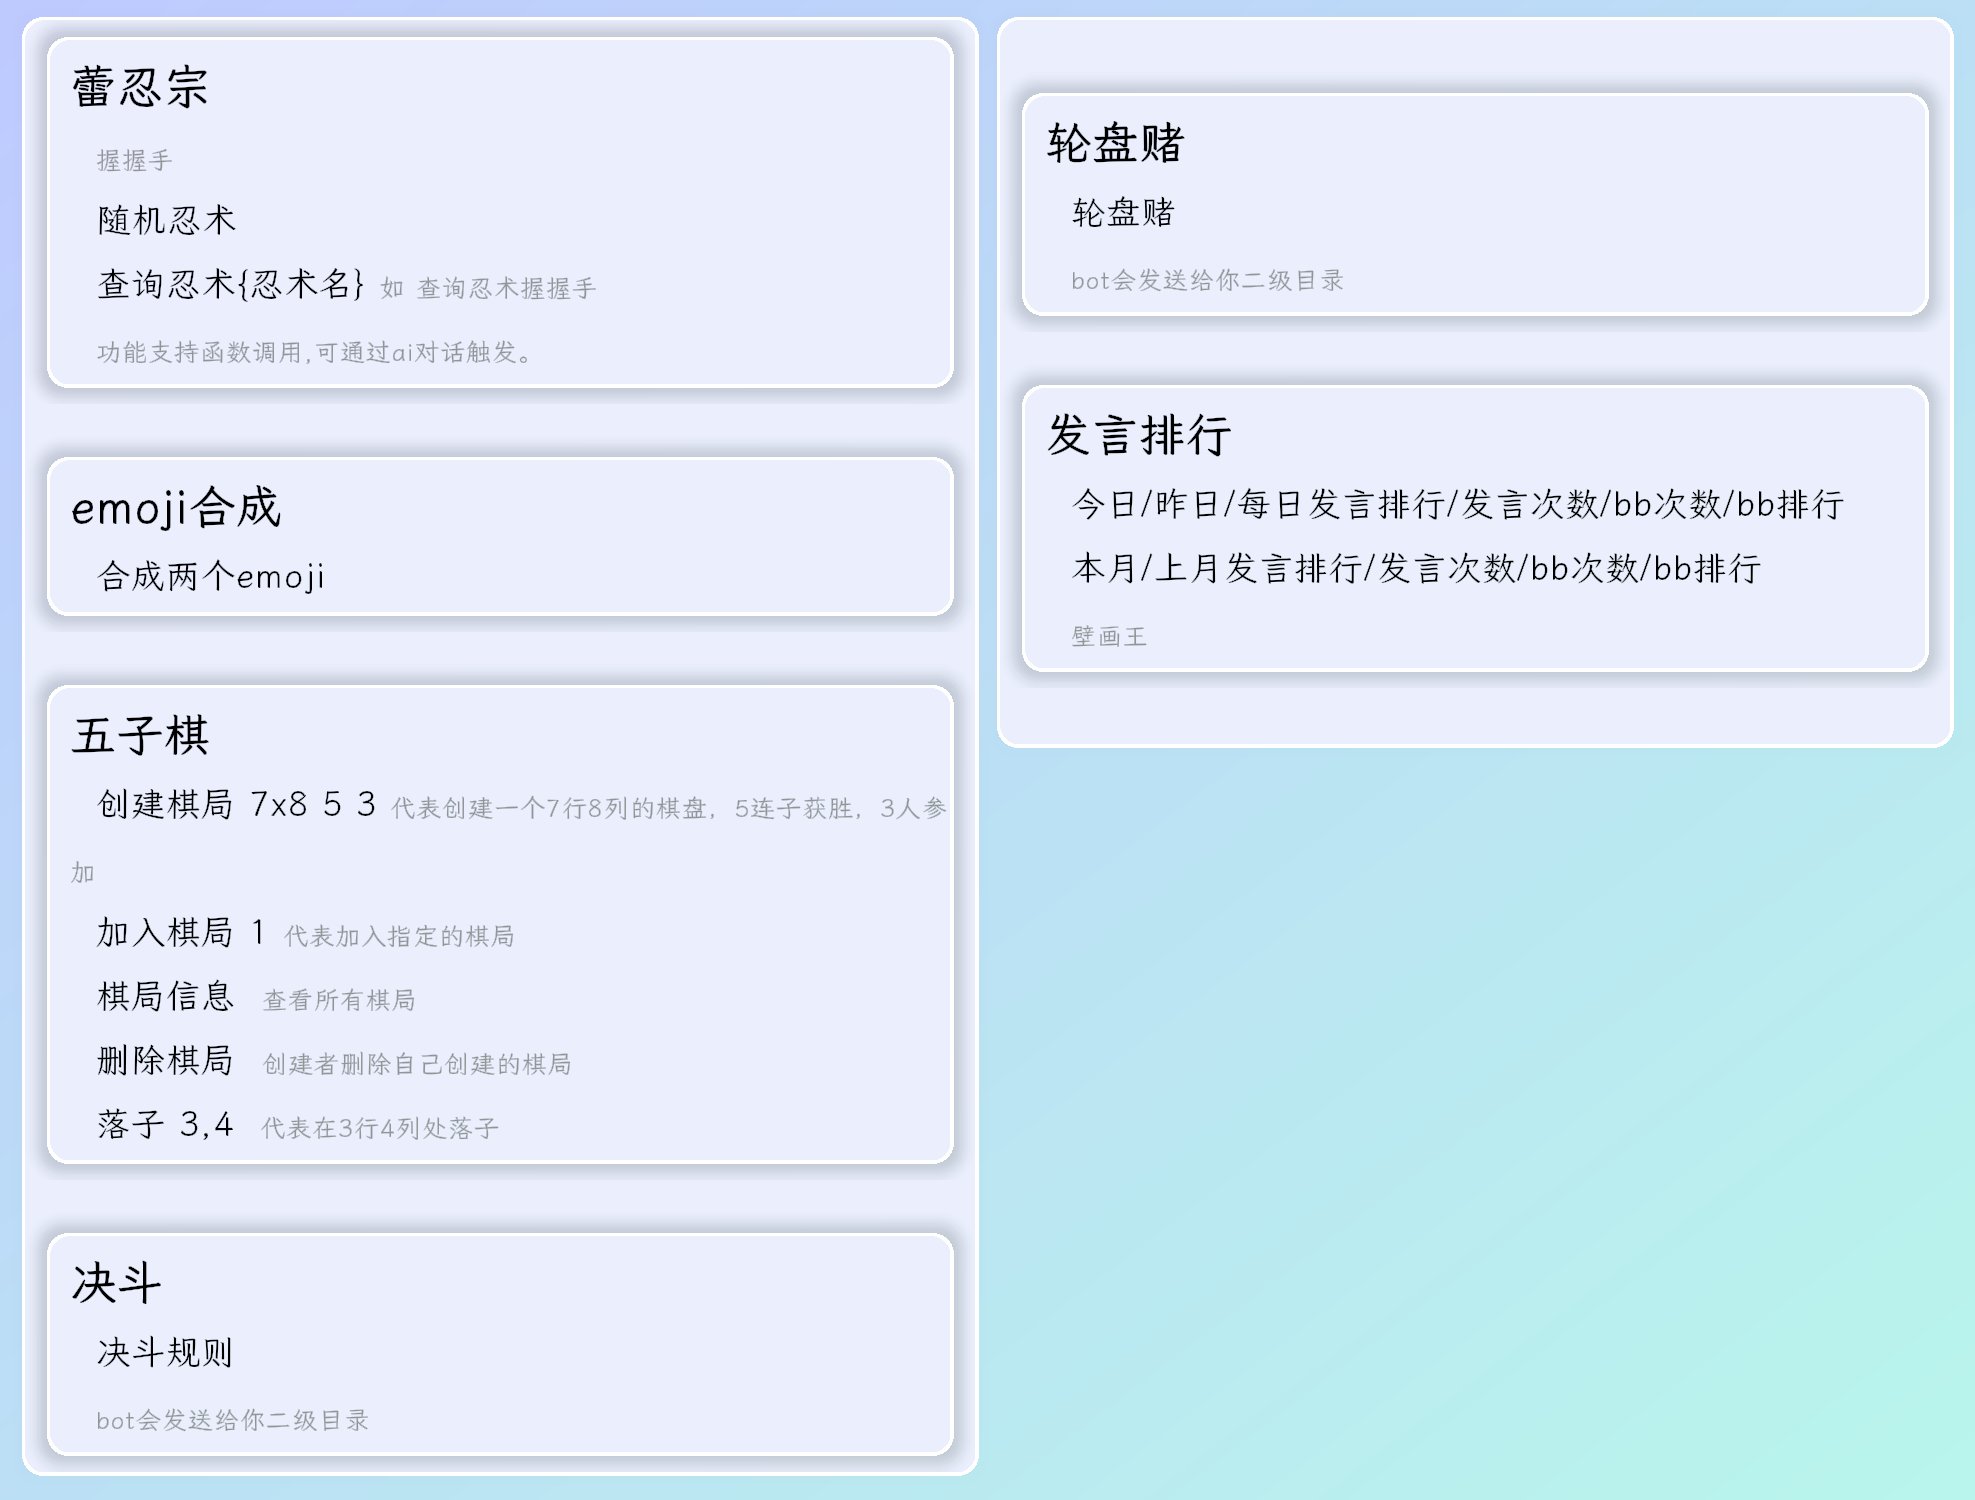 蕾忍宗
握握手
随机忍术
查询忍术{忍术名} 如 查询忍术握握手
功能支持函数调用,可通过ai对话触发。
emoji合成
合成两个emoji
五子棋
创建棋局 7x8 5 3 代表创建一个7行8列的棋盘，5连子获胜，3人参
加
加入棋局 1 代表加入指定的棋局
棋局信息 查看所有棋局
删除棋局 创建者删除自己创建的棋局
落子 3,4 代表在3行4列处落子
决斗
决斗规则
bot会发送给你二级目录
轮盘赌
轮盘赌
bot会发送给你二级目录
发言排行
今日/昨日/每日发言排行/发言次数/bb次数/bb排行
本月/上月发言排行/发言次数/bb次数/bb排行
壁画王